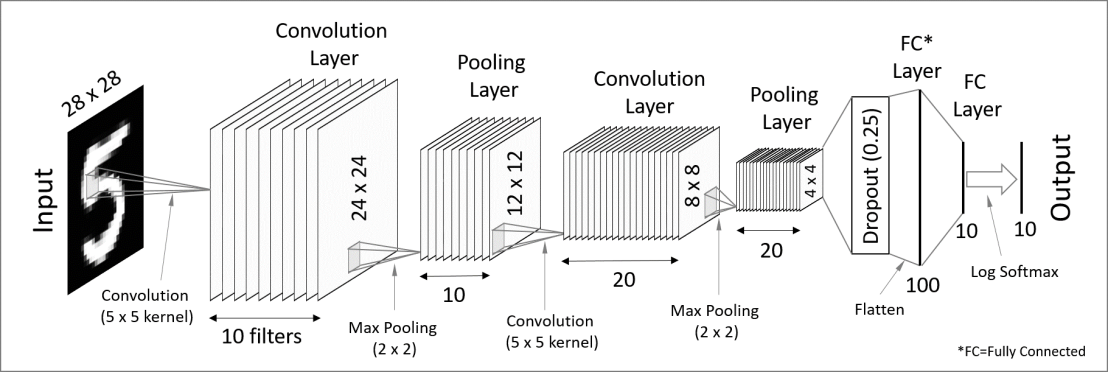 Input
28 x 28
Convolution
(5 x 5 kernel)
Convolution
Layer
24 x 24
10 filters
Max Pooling
(2 x 2)
Pooling
Layer
12 x 12
10
Convolution
(5 x 5 kernel)
Convolution
Layer
8 x 8
20
Max Pooling
(2 x 2)
Pooling
Layer
4 x 4
20
Dropout (0.25)
Flatten
FC*
Layer
100
FC
Layer
10
Log Softmax
10
Output
*FC=Fully Connected
5